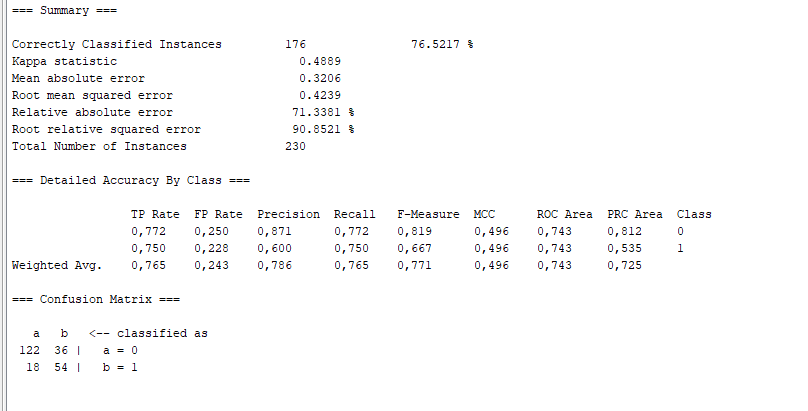 === Summary ===
Correctly Classified Instances 176 76.5217 %
Kappa statistic 0.4889
Mean absolute error 0.3206
Root mean squared error 0.4239
Relative absolute error 71.3381 %
Root relative squared error 90.8521 %
Total Number of Instances 230
=== Detailed Accuracy By Class ===
TP Rate FP Rate Precision Recall F-Measure MCC ROC Area PRC Area Class
0,772 0,250 0,871 0,772 0,819 0,496 0,743 0,812 0
0,750 0,228 0,600 0,750 0,667 0,496 0,743 0,535 1
Weighted Avg. 0,765 0,243 0,786 0,765 0,771 0,496 0,743 0,725
=== Confusion Matrix ===
a b <-- classified as
122 36 | a = 0
18 54 | b = 1